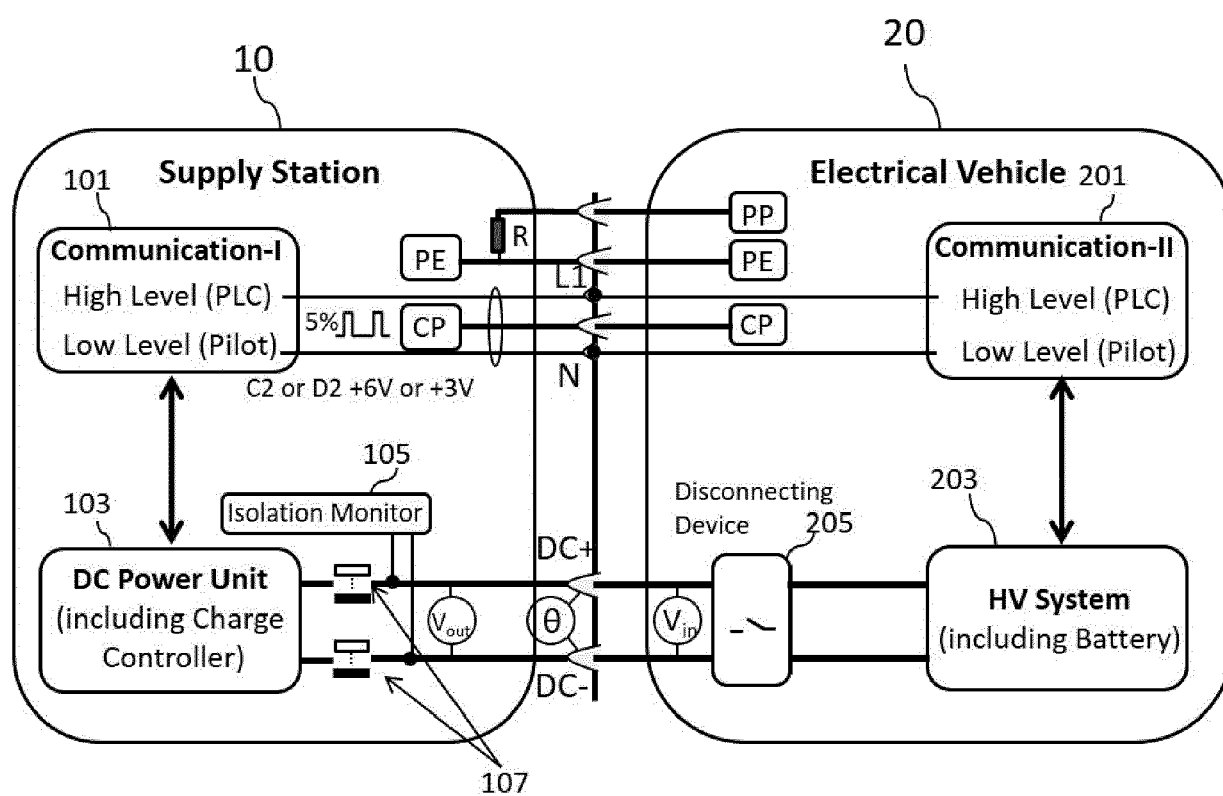 10
20
Supply Station
Electrical Vehicle
101
201
Communication-I
High Level (PLC)
Low Level (Pilot)
PE
R
PP
PE
L1
5%
CP
CP
N
C2 or D2 +6V or +3V
Communication-II
High Level (PLC)
Low Level (Pilot)
105
Isolation Monitor
103
DC Power Unit
(including Charge
Controller)
Vout
DC+
θ
DC-
107
Disconnecting
Device
205
Vin
203
HV System
(including Battery)